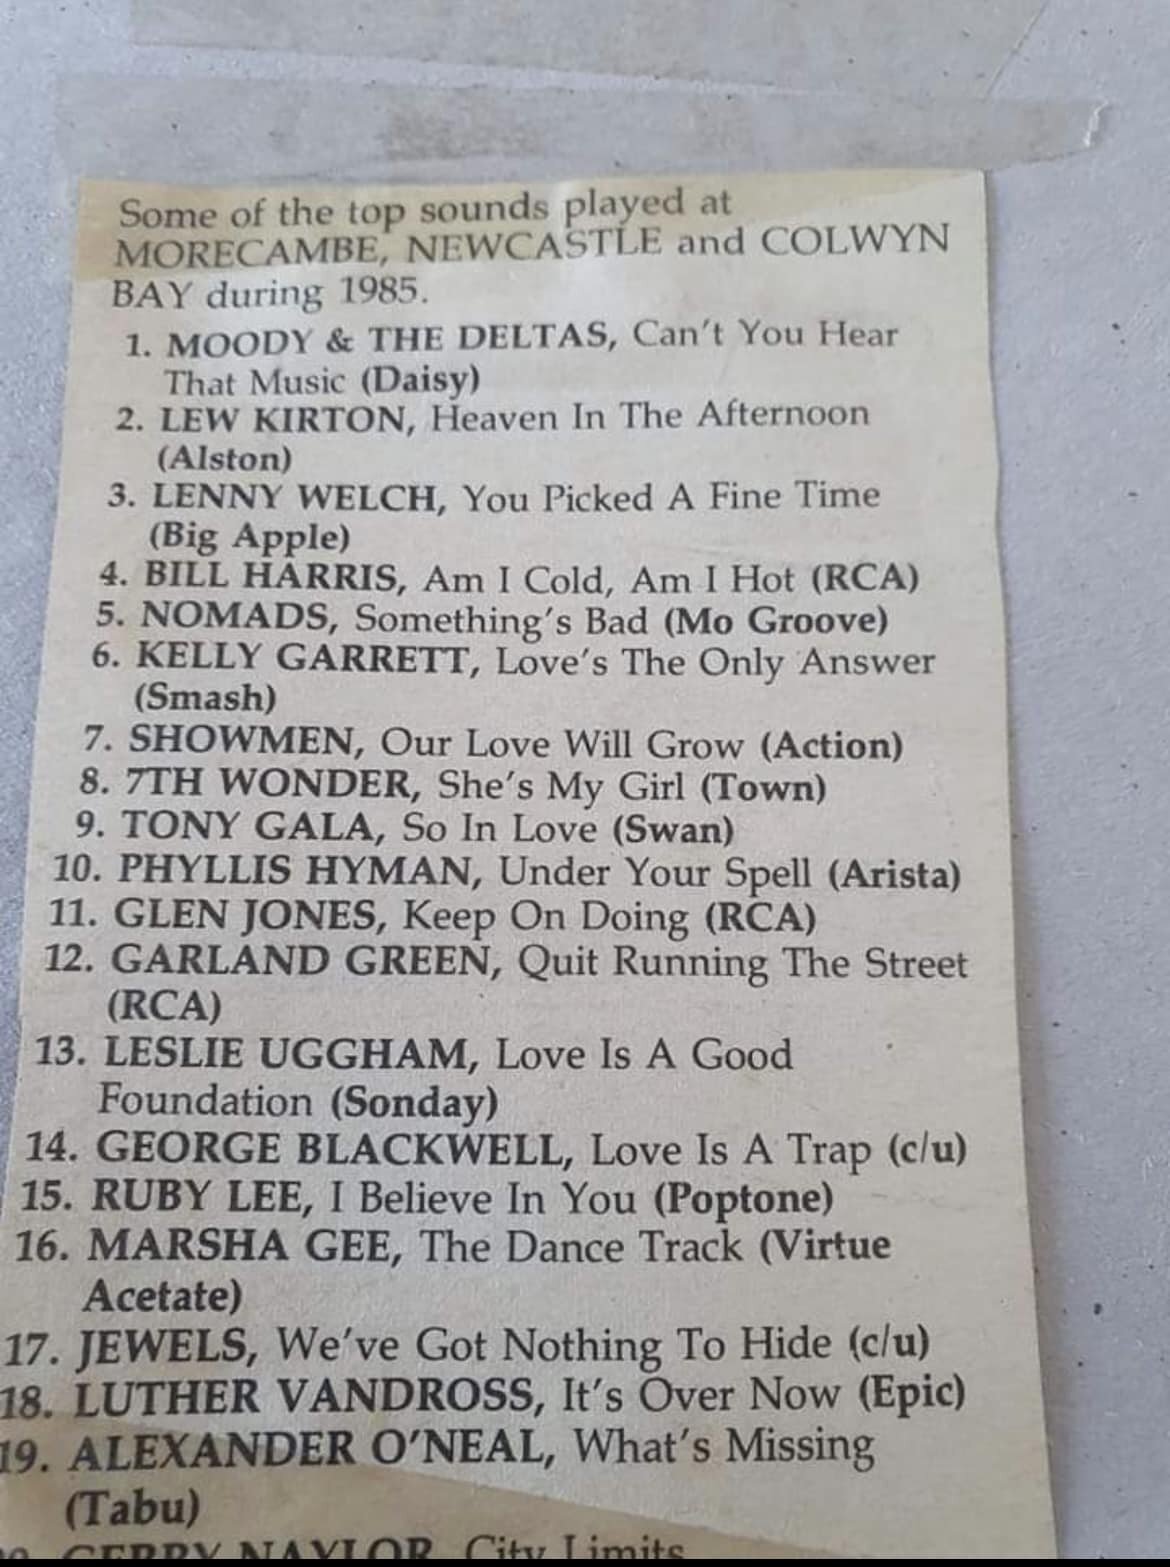 Some of the top sounds played at
MORECAMBE, NEWCASTLE and COLWYN
BAY during 1985.
1. MOODY & THE DELTAS, Can't You Hear
That Music (Daisy)
2. LEW KIRTON, Heaven In The Afternoon
(Alston)
3. LENNY WELCH, You Picked A Fine Time
(Big Apple)
4. BILL HARRIS, Am I Cold, Am I Hot (RCA)
5. NOMADS, Something's Bad (Mo Groove)
6. KELLY GARRETT, Love's The Only Answer
(Smash)
7. SHOWMEN, Our Love Will Grow (Action)
8. 7TH WONDER, She's My Girl (Town)
9. TONY GALA, So In Love (Swan)
10. PHYLLIS HYMAN, Under Your Spell (Arista)
11. GLEN JONES, Keep On Doing (RCA)
12. GARLAND GREEN, Quit Running The Street
(RCA)
13. LESLIE UGGHAM, Love Is A Good
Foundation (Sonday)
14. GEORGE BLACKWELL, Love Is A Trap (c/u)
15. RUBY LEE, I Believe In You (Poptone)
16. MARSHA GEE, The Dance Track (Virtue
Acetate)
17. JEWELS, We've Got Nothing To Hide (c/u)
18. LUTHER VANDROSS, It's Over Now (Epic)
19. ALEXANDER O'NEAL, What's Missing
(Tabu)
GERRY NAYLOR, City Limits